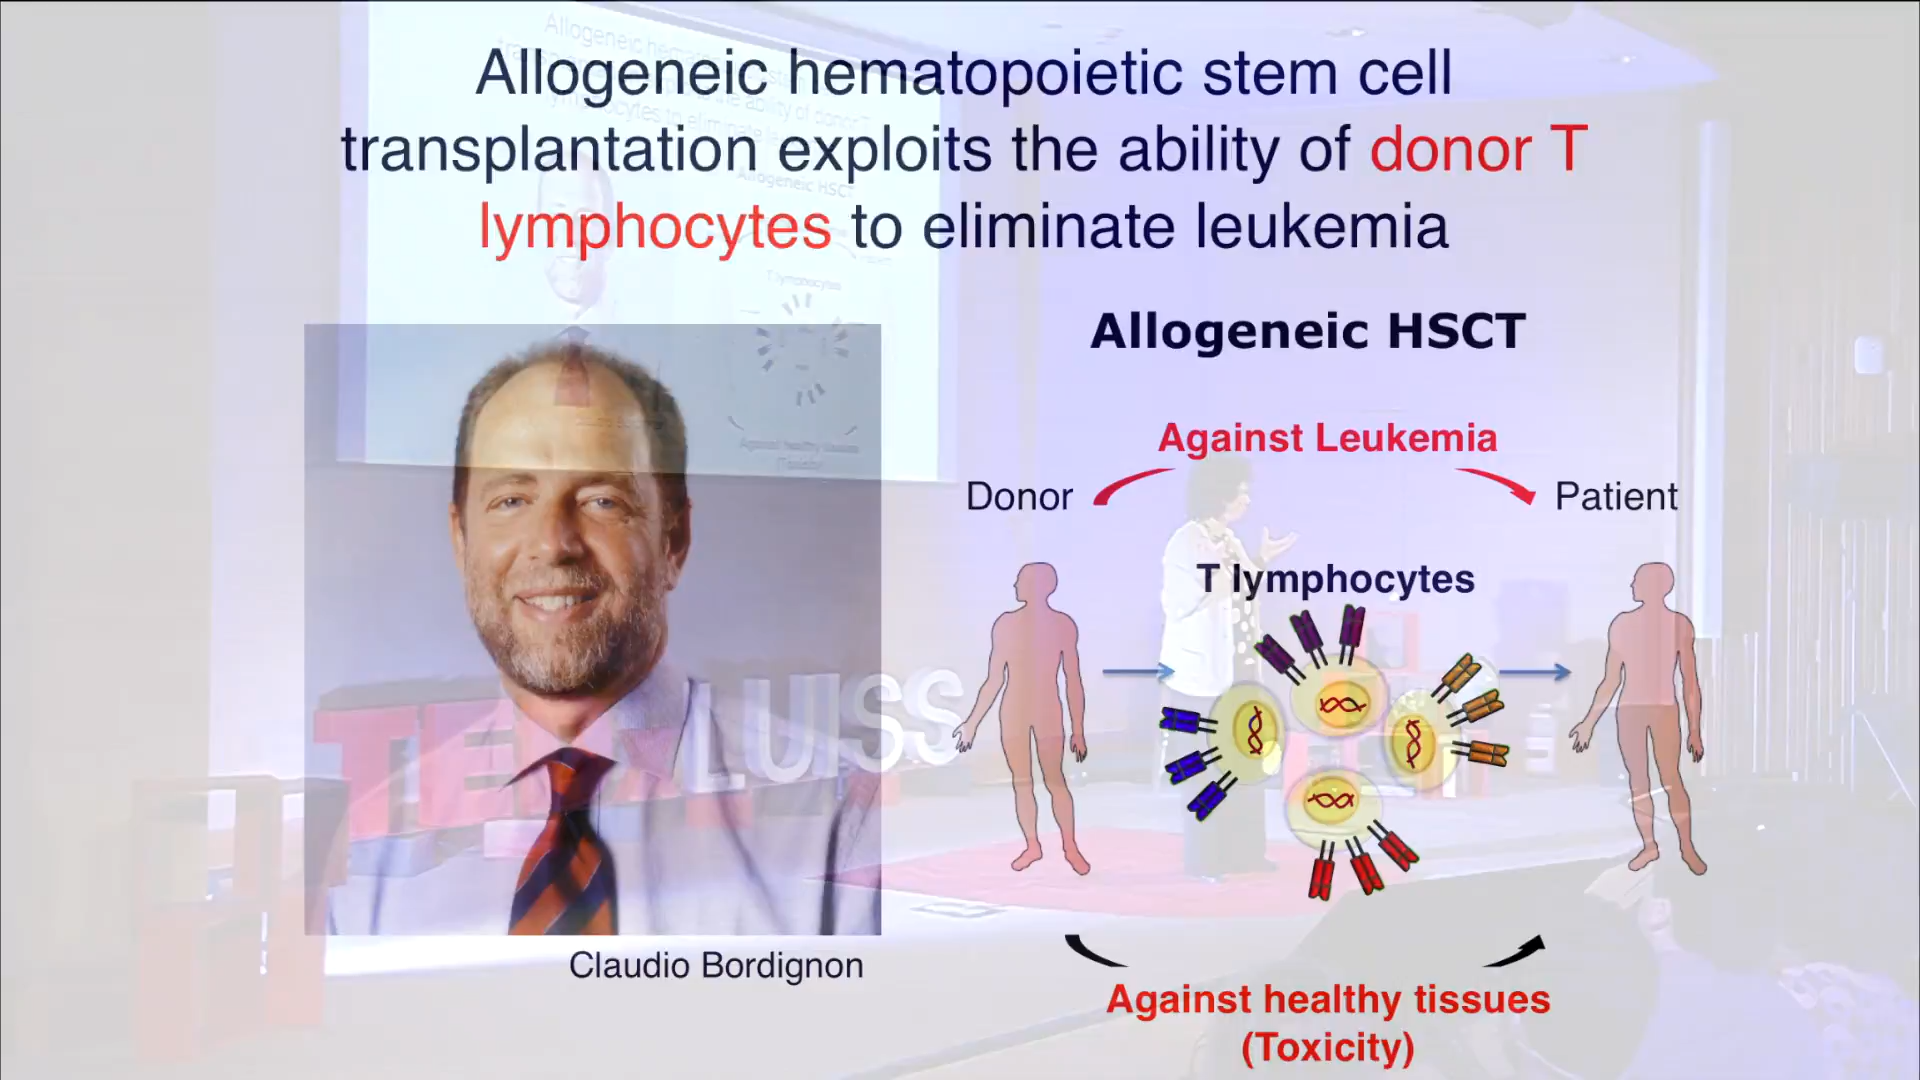 Allogeneic hematopoietic stem cell
transplantation exploits the ability of donor T
lymphocytes to eliminate leukemia
Allogeneic HSCT
Against Leukemia
Donor
Patient
T lymphocytes
TEDxLUISS
Claudio Bordignon
Against healthy tissues
(Toxicity)